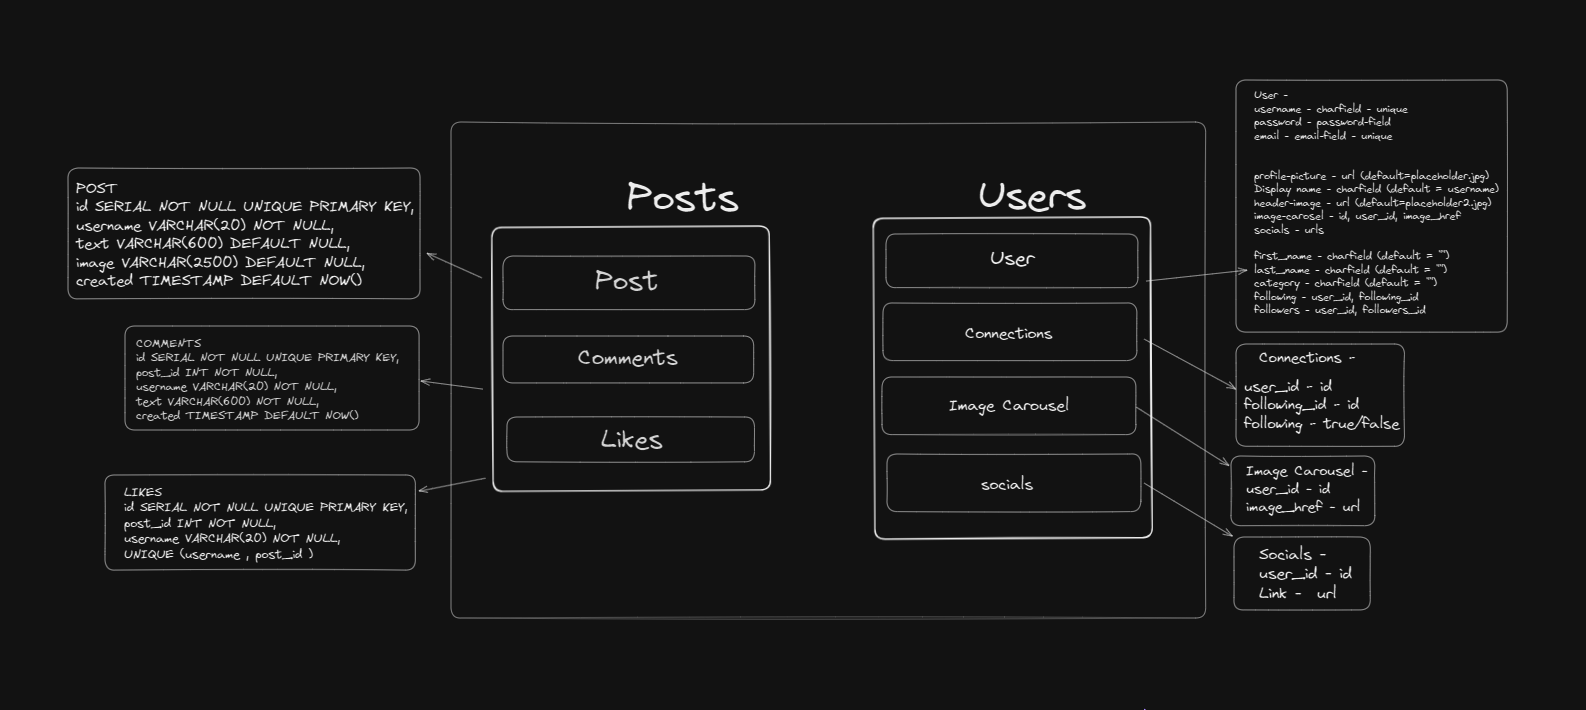 Posts
Post
Comments
Likes
Users
User
Connections
Image Carousel
socials
POST
id SERIAL NOT NULL UNIQUE PRIMARY KEY,
username VARCHAR(20) NOT NULL,
text VARCHAR(600) DEFAULT NULL,
image VARCHAR(2500) DEFAULT NULL,
created TIMESTAMP DEFAULT NOW()
COMMENTS
id SERIAL NOT NULL UNIQUE PRIMARY KEY,
post_id INT NOT NULL,
username VARCHAR(20) NOT NULL,
text VARCHAR(600) NOT NULL,
created TIMESTAMP DEFAULT NOW()
LIKES
id SERIAL NOT NULL UNIQUE PRIMARY KEY,
post_id INT NOT NULL,
username VARCHAR(20) NOT NULL,
UNIQUE (username , post_id )
User -
username - charfield - unique
password - password-field
email - email-field - unique
profile-picture - url (default=placeholder.jpg)
Display name - charfield (default = username)
header-image - url (default=placeholder2.jpg)
image-carosel - id, user_id, image_href
socials - urls
first_name - charfield (default = "")
last_name - charfield (default = "")
category - charfield (default = "")
following - user_id, following_id
followers - user_id, followers_id
Connections -
user_id - id
following_id - id
following - true/false
Image Carousel -
user_id - id
image_href - url
Socials -
user_id - id
Link - url